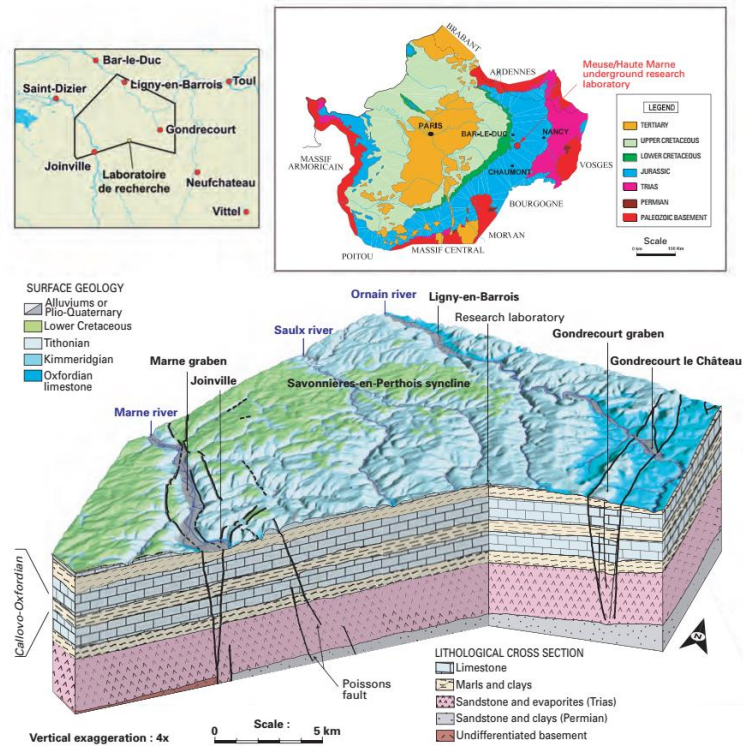 Bar-le-Duc
Saint-Dizier
Ligny-en-Barrois
Toul
Gondrecourt
Joinville
Laboratoire
de recherche
Neufchateau
Vittel
BRABANT
ARDENNES
Meuse/Haute Marne
underground research
laboratory
PARIS
BAR-LE-DUC
NANCY
CHAUMONT
MASSIF
ARMORICAIN
VOSGES
BOURGOGNE
MORVAN
MASSIF CENTRAL
POITOU
LEGEND
TERTIARY
UPPER CRETACEOUS
LOWER CRETACEOUS
JURASSIC
TRIAS
PERMIAN
PALEOZOIC BASEMENT
Scale
0 km 100 Km
SURFACE GEOLOGY
Alluviums or
Plio-Quaternary
Lower Cretaceous
Tithonian
Kimmeridgian
Oxfordian
limestone
Ornain river
Ligny-en-Barrois
Saulx river
Research laboratory
Gondrecourt graben
Marne graben
Gondrecourt le Château
Joinville
Savonnières-en-Perthois syncline
Marne river
Callovo-Oxfordian
N
Poissons
fault
LITHOLOGICAL CROSS SECTION
Limestone
Marls and clays
Sandstone and evaporites (Trias)
Sandstone and clays (Permian)
Undifferentiated basement
Vertical exaggeration : 4x
Scale :
0 5 km